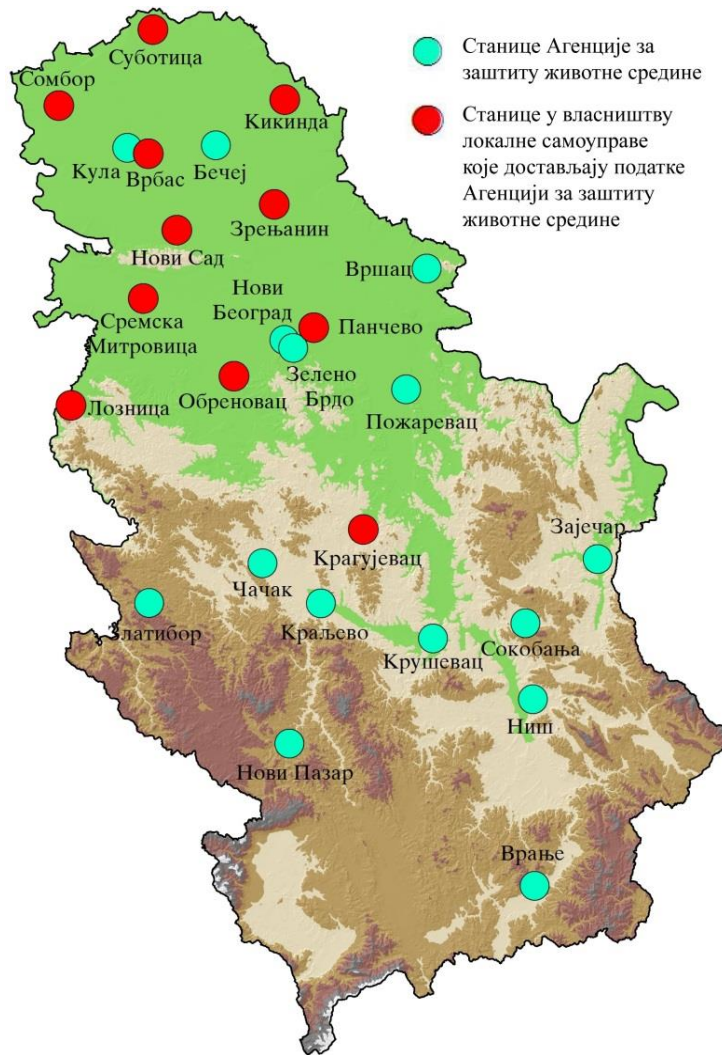 Суботица
Сомбор
Кикинда
Кула
Врбас
Бечеј
Зрењанин
Нови Сад
Вршац
Нови
Београд
Сремска
Митровица
Панчево
Зелено
Брдо
Обреновац
Лозница
Пожаревац
Зајечар
Крагујевац
Чачак
Златибор
Краљево
Крушевац
Сокобања
Ниш
Нови Пазар
Врање
Станице Агенције за
заштиту животне средине
Станице у власништву
локалне самоуправе
које достављају податке
Агенцији за заштиту
животне средине